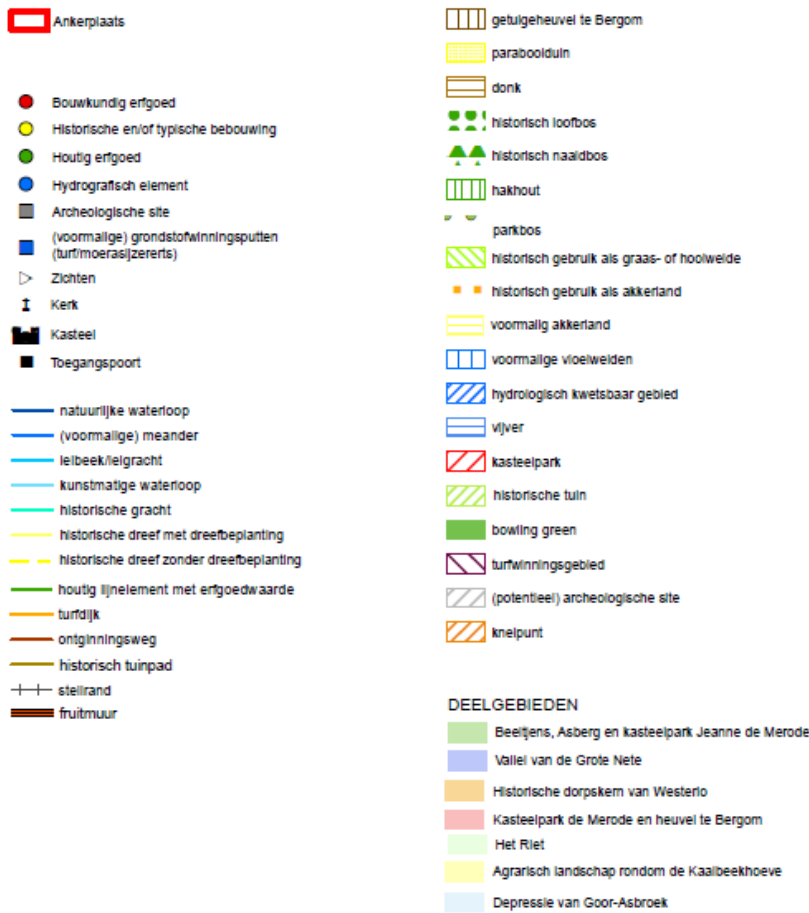 Ankerplaats
Bouwkundig erfgoed
Historische en/of typische bebouwing
Houtig erfgoed
Hydrografisch element
Archeologische site
(voormalige) grondstofwinningsputten
(turf/moerasijzererts)
Zichten
Kerk
Kasteel
Toegangspoort
natuurlijke waterloop
(voormalige) meander
leibeek/leigracht
kunstmatige waterloop
historische gracht
historische dreef met dreefbeplanting
historische dreef zonder dreefbeplanting
houtig lijnelement met erfgoedwaarde
turfdijk
ontginningsweg
historisch tuinpad
steilrand
fruitmuur
getuigeheuvel te Bergom
paraboolduin
donk
historisch loofbos
historisch naaldbos
hakhout
parkbos
historisch gebruik als graas- of hooiweide
historisch gebruik als akkerland
voormalig akkerland
voormalige vloeiweiden
hydrologisch kwetsbaar gebied
vijver
kasteelpark
historische tuin
bowling green
turfwinningsgebied
(potentieel) archeologische site
knelpunt
DEELGEBIEDEN
Beeltjens, Asberg en kasteelpark Jeanne de Merode
Vallei van de Grote Nete
Historische dorpskern van Westerlo
Kasteelpark de Merode en heuvel te Bergom
Het Riet
Agrarisch landschap rondom de Kaalbeekhoeve
Depressie van Goor-Asbroek